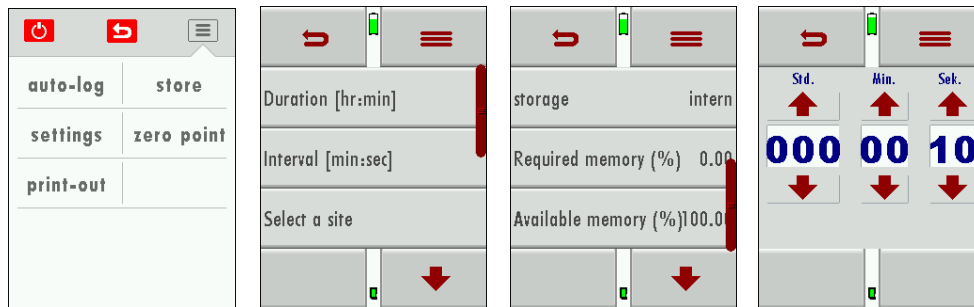 auto-log store
settings zero point
print-out
Duration [hr:min]
Interval [min:sec]
Select a site
storage intern
Required memory (%) 0.00
Available memory (%)100.00
Std. Min. Sek.
000 00 10